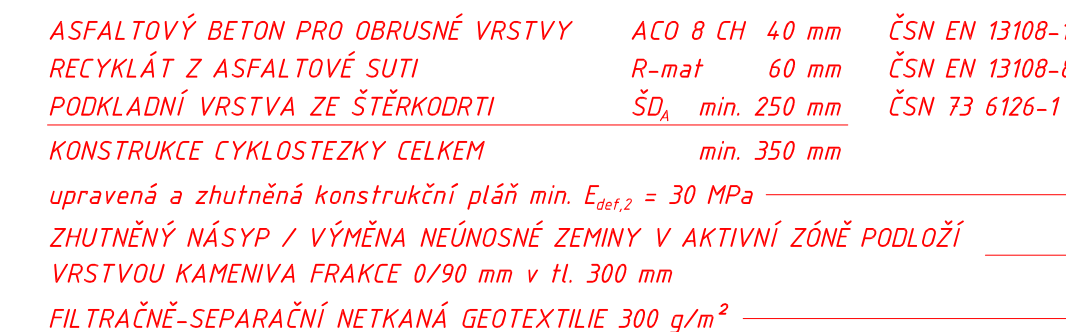 ASFALTOVÝ BETON PRO OBRUSNÉ VRSTVY ACO 8 CH 40 mm ČSN EN 13108-1
RECYKLÁT Z ASFALTOVÉ SUTI R-mat 60 mm ČSN EN 13108-8
PODKLADNÍ VRSTVA ZE ŠTĚRKODRTI ŠDA min. 250 mm ČSN 73 6126-1
KONSTRUKCE CYKLOSTEZKY CELKEM min. 350 mm
upravená a zhutněná konstrukční pláň min. Edef,2 = 30 MPa
ZHUTNĚNÝ NÁSYP / VÝMĚNA NEÚNOSNÉ ZEMINY V AKTIVNÍ ZÓNĚ PODLOŽÍ
VRSTVOU KAMENIVA FRAKCE 0/90 mm v tl. 300 mm
FILTRAČNĚ-SEPARAČNÍ NETKANÁ GEOTEXTILIE 300 g/m²